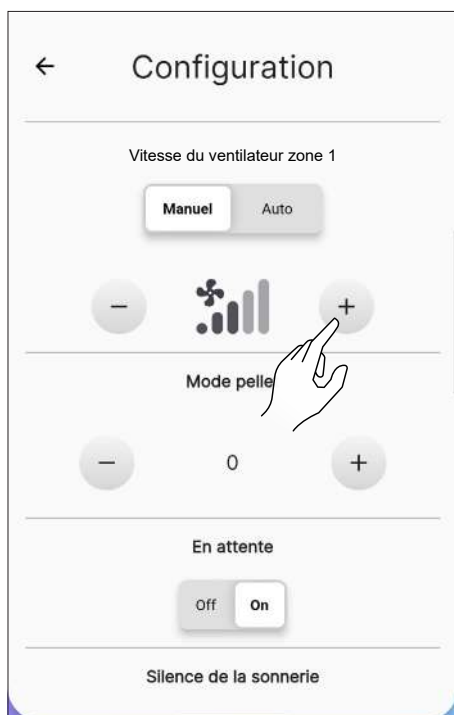 Configuration
Vitesse du ventilateur zone 1
Manuel Auto
Mode pelle
0
En attente
Off On
Silence de la sonnerie